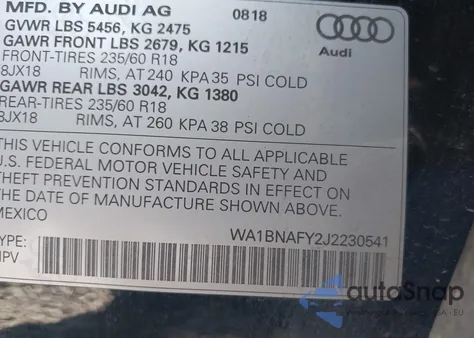 MFD. BY AUDI AG 0818
GVWR LBS 5456, KG 2475
GAWR FRONT LBS 2679, KG 1215
FRONT-TIRES 235/60 R18
8JX18 RIMS, AT 240 KPA 35 PSI COLD
GAWR REAR LBS 3042, KG 1380
REAR-TIRES 235/60 R18
8JX18 RIMS, AT 260 KPA 38 PSI COLD
Audi
THIS VEHICLE CONFORMS TO ALL APPLICABLE
U.S. FEDERAL MOTOR VEHICLE SAFETY AND
THEFT PREVENTION STANDARDS IN EFFECT ON
THE DATE OF MANUFACTURE SHOWN ABOVE.
MEXICO
WA1BNAFY2J2230541
TYPE:
MPV
autoSnap